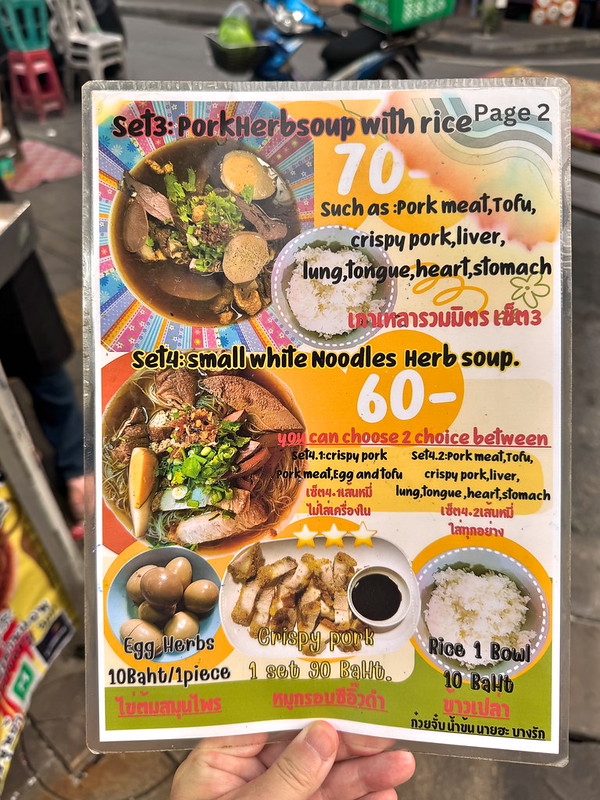 Page 2
Set3: PorkHerbsoup with rice
70-
Such as :Pork meat,Tofu,
crispy pork,liver,
lung,tongue,heart,stomach
เกาเหลารวมมิตร เซ็ต3
Set4: small white Noodles Herb soup.
60-
you can choose 2 choice between
Set4.1:crispy pork
Pork meat,Egg and tofu
เซ็ต4.1เส้นหมี่
ไม่ใส่เครื่องใน
Set4.2:Pork meat,Tofu,
crispy pork,liver,
lung,tongue,heart,stomach
เซ็ต4.2เส้นหมี่
ใส่ทุกอย่าง
Egg Herbs
10Baht/1piece
ไข่ต้มสมุนไพร
Crispy pork
1 set 90 BaHt.
หมูกรอบซีอิ๊วดำ
Rice 1 Bowl
10 BaHt
ข้าวเปล่า
ก๋วยจั๊บ น้ำข้น นายฮะ บางรัก